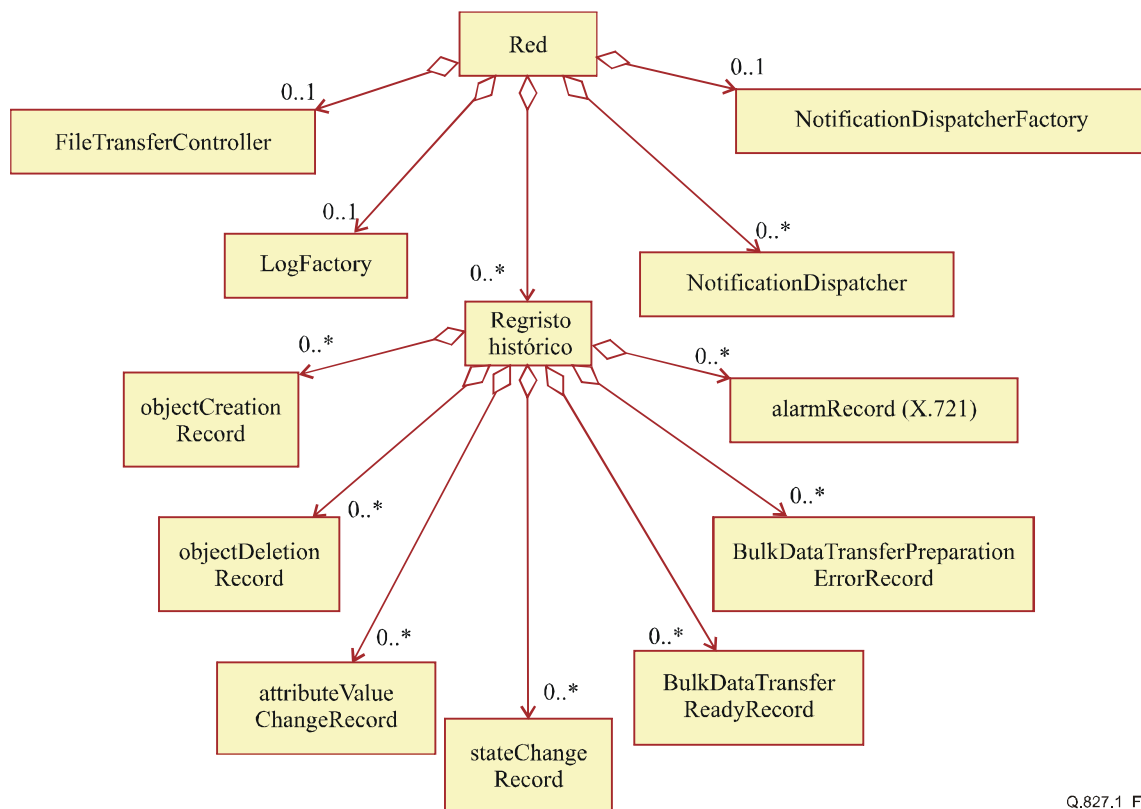 Red
0..1
0..1
FileTransferController
NotificationDispatcherFactory
0..1
0..*
LogFactory
0..*
NotificationDispatcher
Regristo
histórico
0..*
0..*
objectCreation
Record
alarmRecord (X.721)
0..*
0..*
objectDeletion
Record
BulkDataTransferPreparation
ErrorRecord
0..*
0..*
attributeValue
ChangeRecord
BulkDataTransfer
ReadyRecord
0..*
stateChange
Record
Q.827.1_F